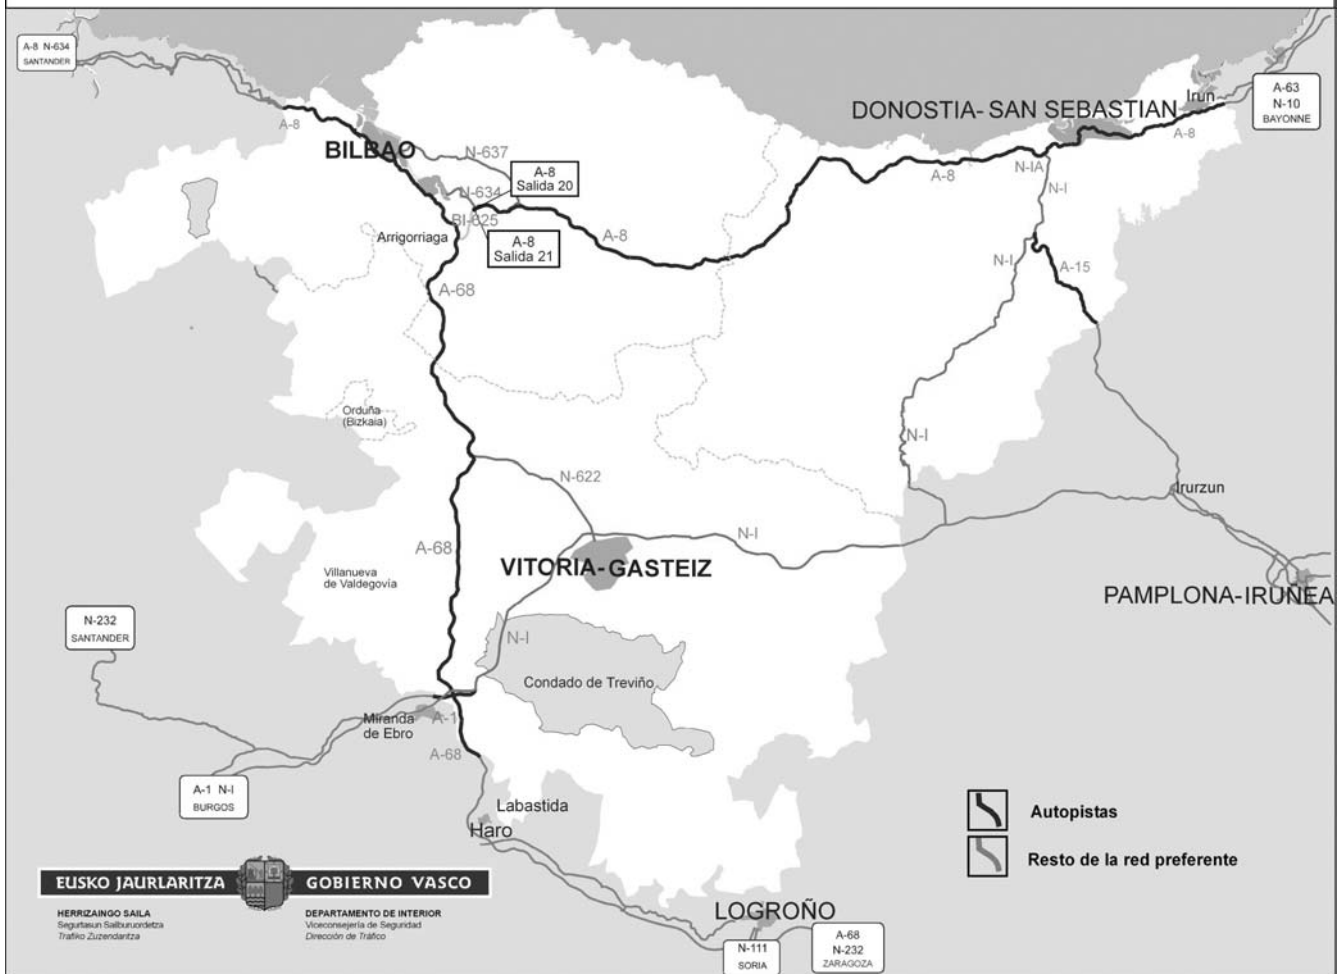 A-8 N-634
SANTANDER
A-8
BILBAO
N-637
N-634
A-8
Salida 20
BI-625
A-8
Salida 21
Arrigorriaga
A-8
A-68
DONOSTIA- SAN SEBASTIAN
Irun
A-63
N-10
BAYONNE
A-8
A-8
N-IA
N-I
N-I
A-15
Orduña
(Bizkaia)
N-I
N-622
Irurzun
A-68
N-I
VITORIA-GASTEIZ
Villanueva
de Valdegovía
PAMPLONA-IRUÑEA
N-232
SANTANDER
N-I
Condado de Treviño
Miranda
de Ebro
A-1
A-68
A-1 N-I
BURGOS
Labastida
Haro
Autopistas
Resto de la red preferente
EUSKO JAURLARITZA
GOBIERNO VASCO
HERRIZAINGO SAILA
Segurtasun Sailburuordetza
Trafiko Zuzendaritza
DEPARTAMENTO DE INTERIOR
Viceconsejería de Seguridad
Dirección de Tráfico
LOGROÑO
N-111
SORIA
A-68
N-232
ZARAGOZA